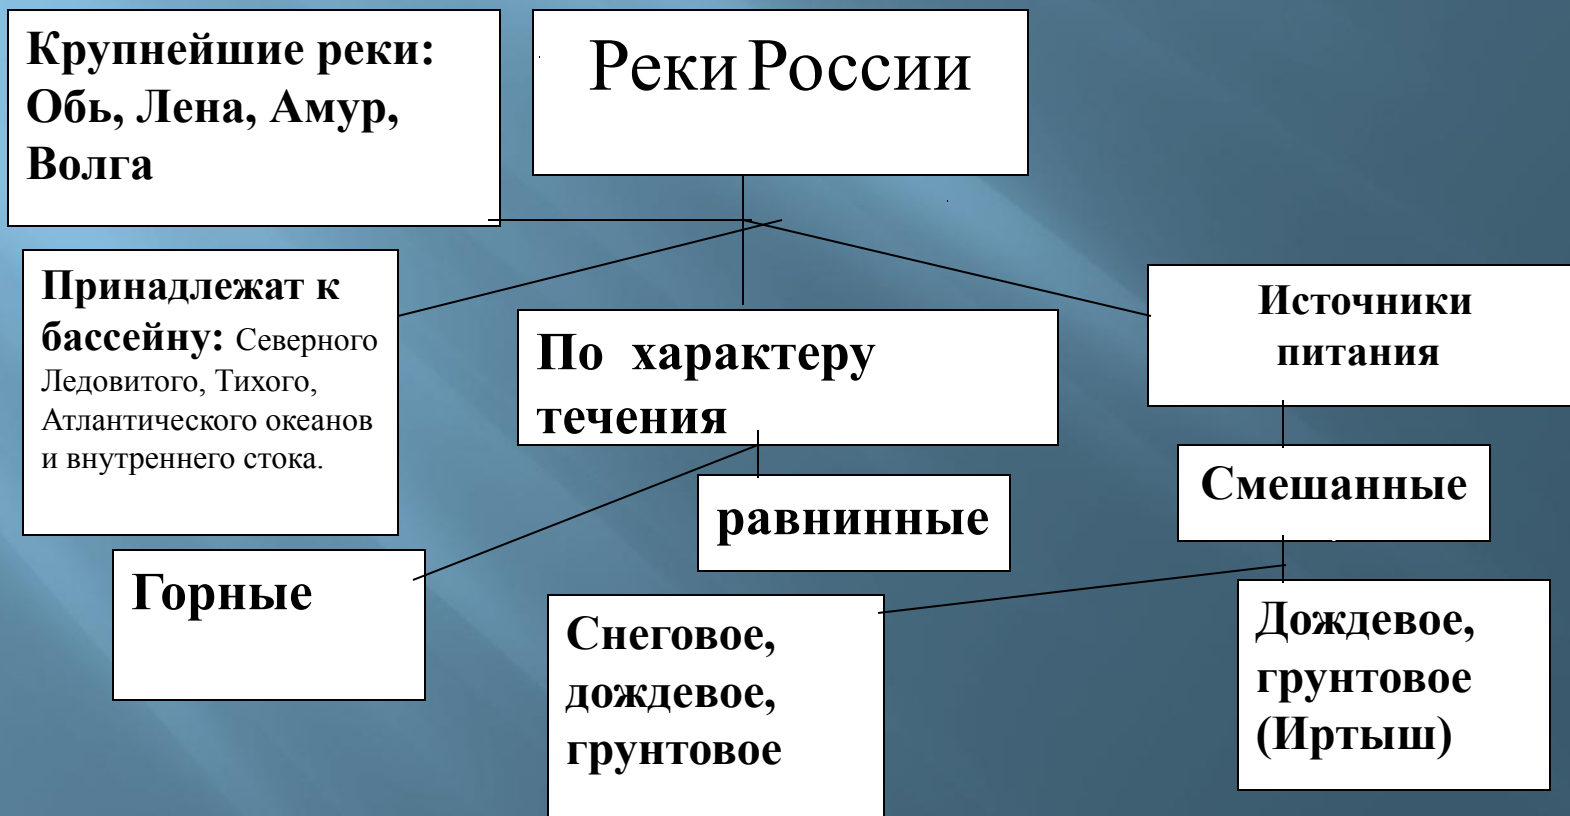 Крупнейшие реки:
Обь, Лена, Амур,
Волга
Реки России
Принадлежат к
бассейну: Северного
Ледовитого, Тихого,
Атлантического океанов
и внутреннего стока.
По характеру
течения
Источники
питания
равнинные
Смешанные
Горные
Снеговое,
дождевое,
грунтовое
Дождевое,
грунтовое
(Иртыш)